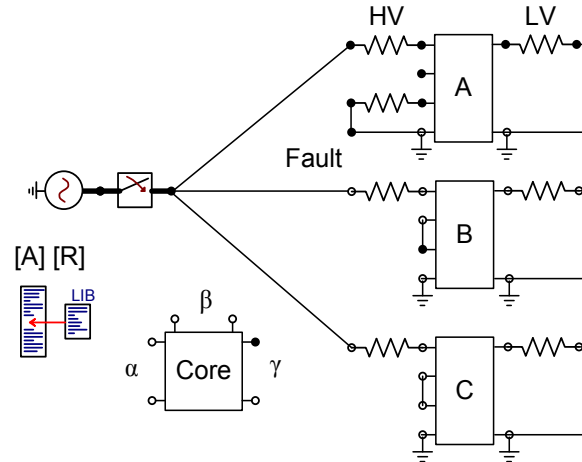 HV LV
A
Fault
B
[A] [R]
LIB
β
α Core γ
C